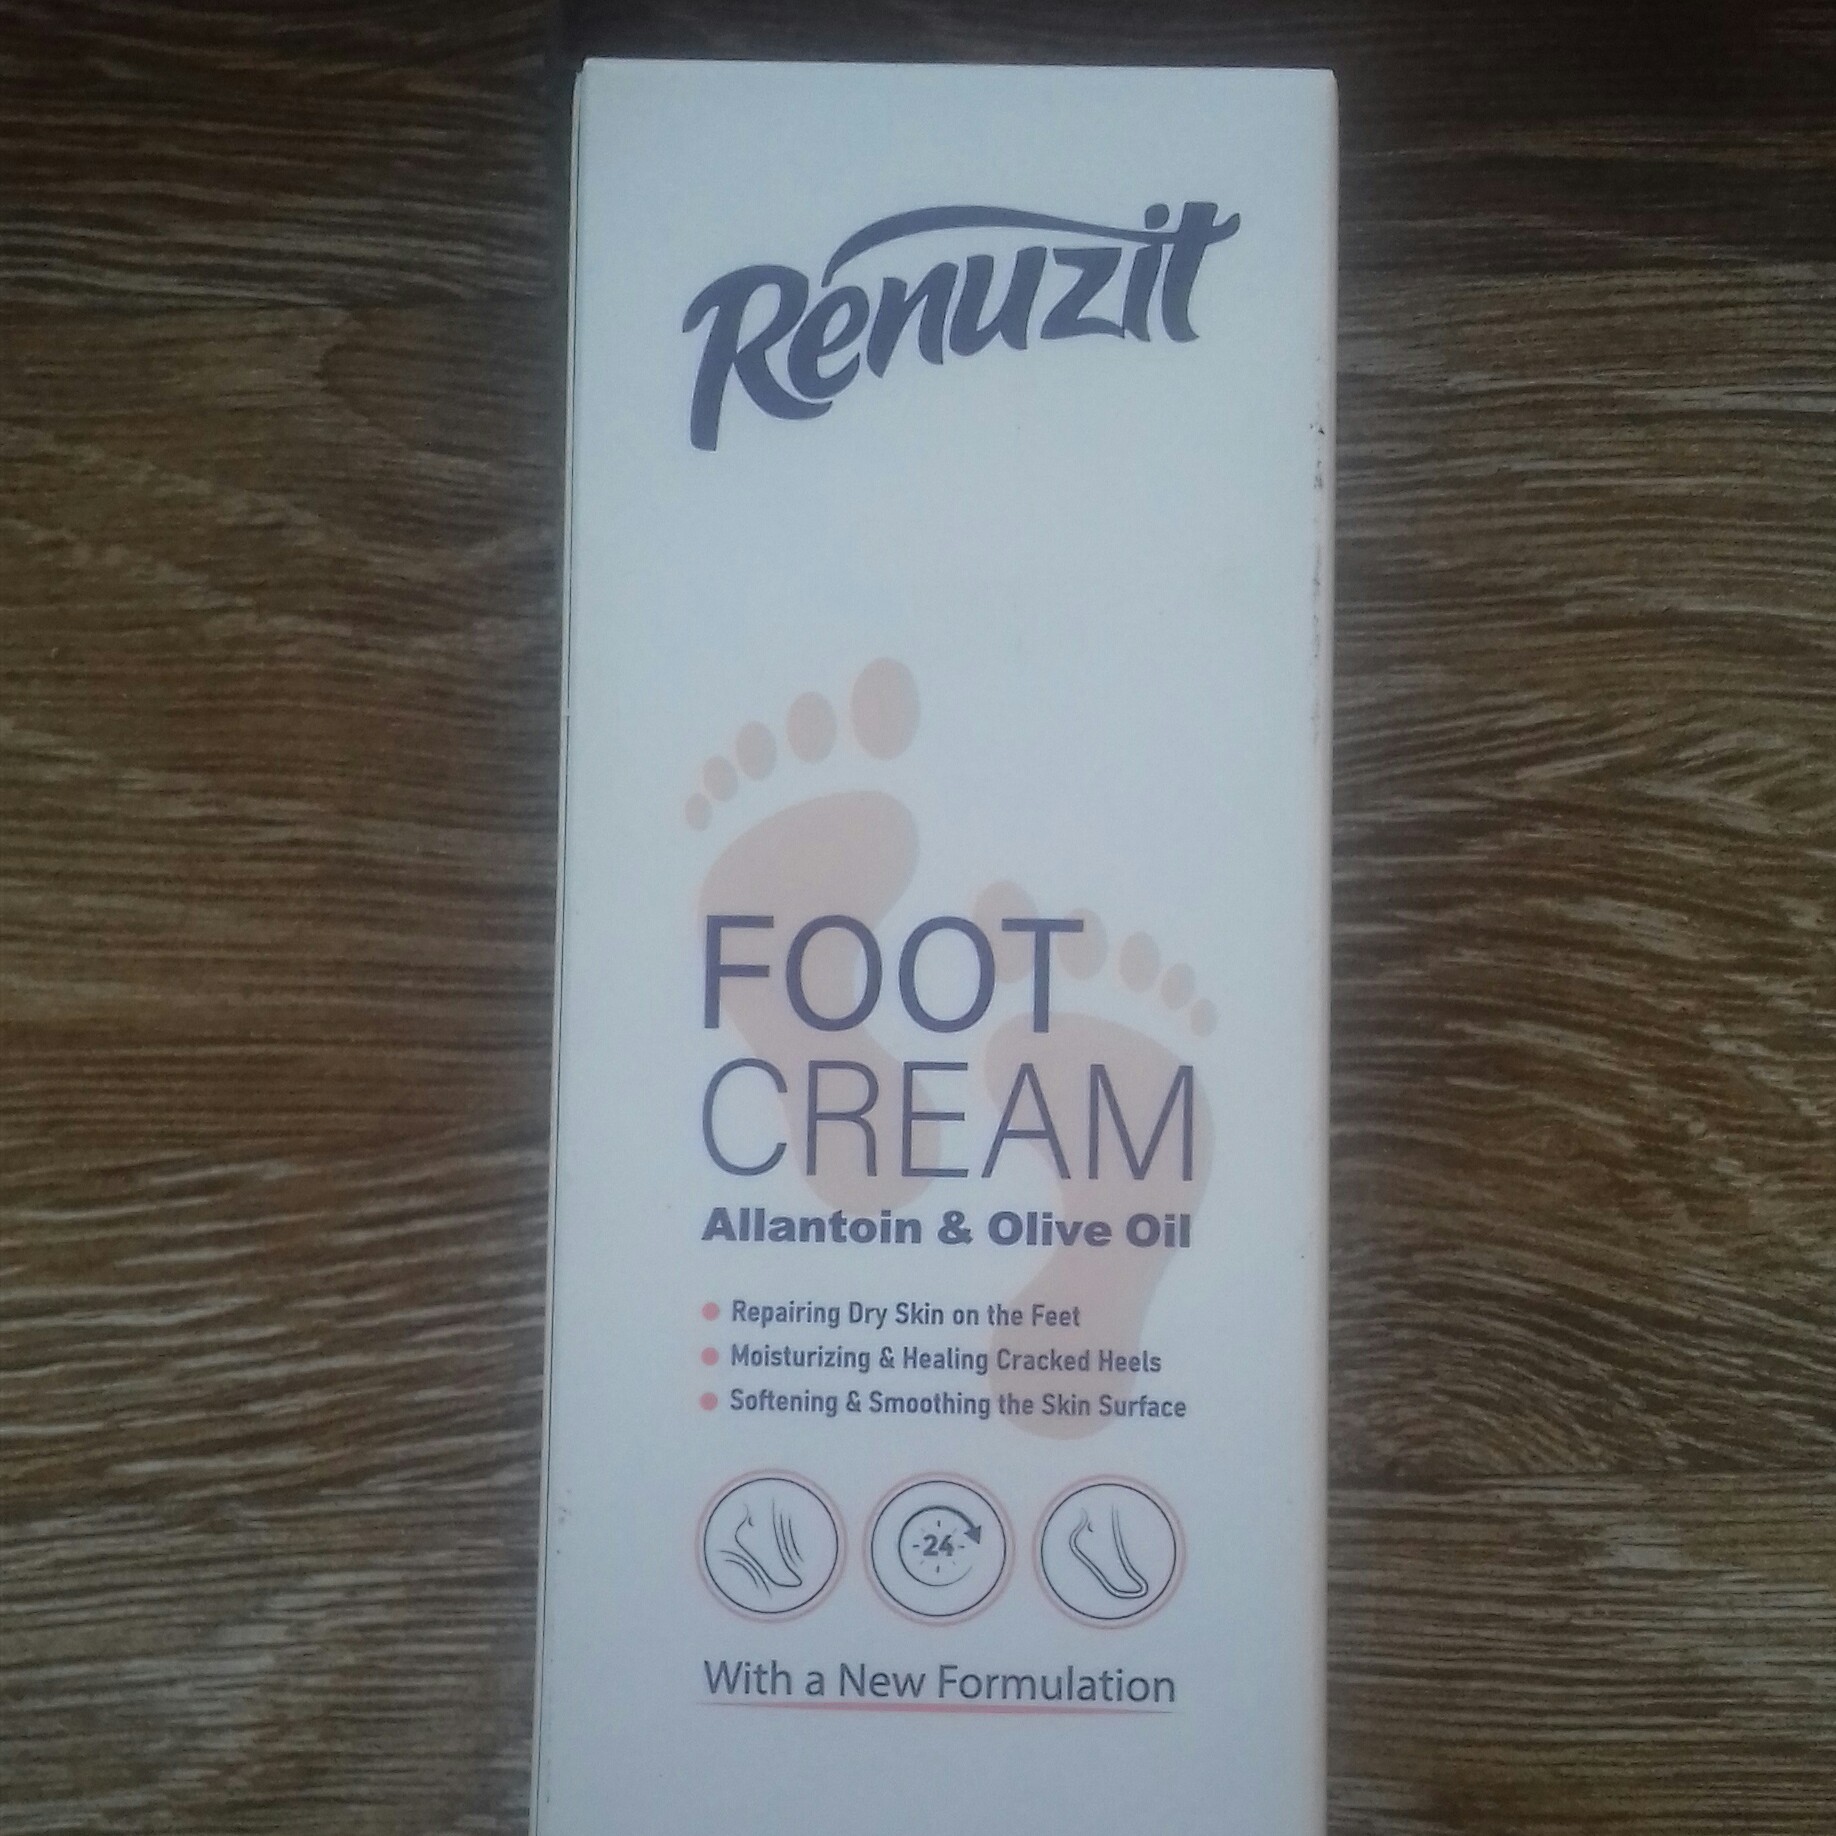 Renuzit
FOOT
CREAM
Allantoin & Olive Oil
Repairing Dry Skin on the Feet
Moisturizing & Healing Cracked Heels
Softening & Smoothing the Skin Surface
24
With a New Formulation